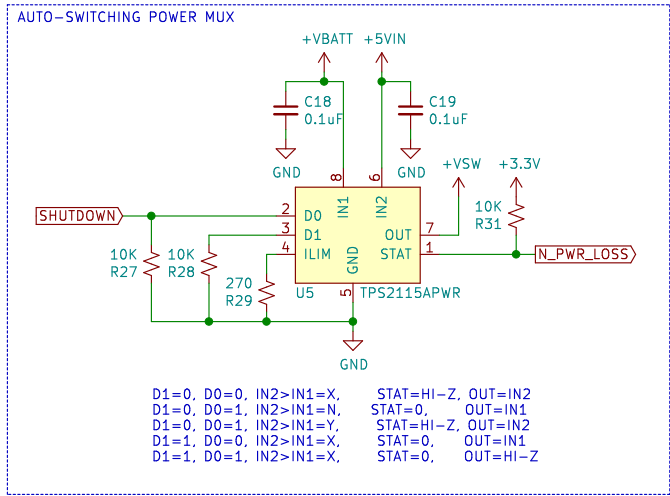 AUTO-SWITCHING POWER MUX
+VBATT +5VIN
C18
0.1uF
C19
0.1uF
GND
GND
+VSW
+3.3V
8
6
SHUTDOWN
2
D0
IN1
IN2
10K
R31
3
D1
OUT
7
4
ILIM
GND
STAT
1
N_PWR_LOSS
10K
R27
10K
R28
270
R29
U5
5
TPS2115APWR
GND
D1=0, D0=0, IN2>IN1=X, STAT=HI-Z, OUT=IN2
D1=0, D0=1, IN2>IN1=N, STAT=0, OUT=IN1
D1=0, D0=1, IN2>IN1=Y, STAT=HI-Z, OUT=IN2
D1=1, D0=0, IN2>IN1=X, STAT=0, OUT=IN1
D1=1, D0=1, IN2>IN1=X, STAT=0, OUT=HI-Z